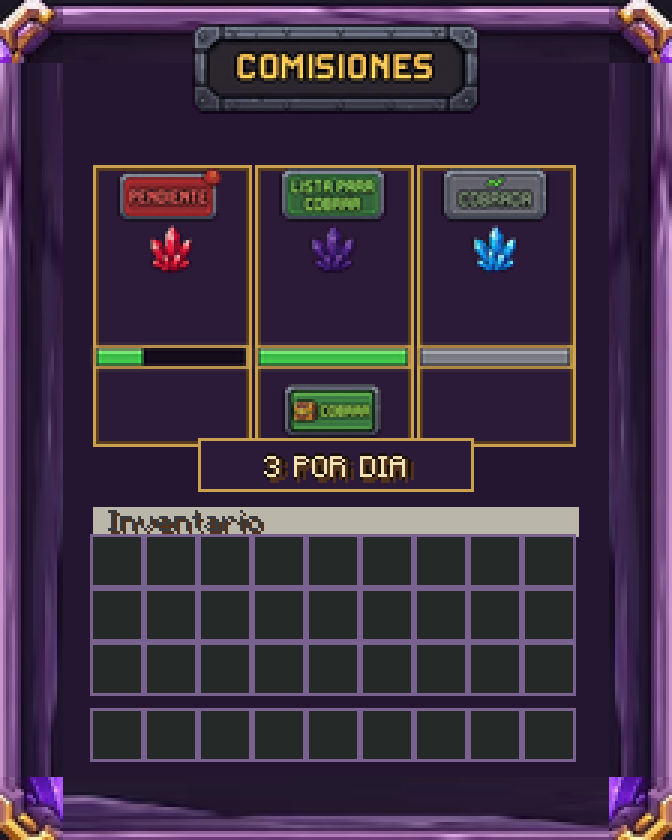 COMISIONES
PENDIENTE
LISTA PARA
COBRAR
COBRADA
COBRAR
3 POR DIA
Inventario